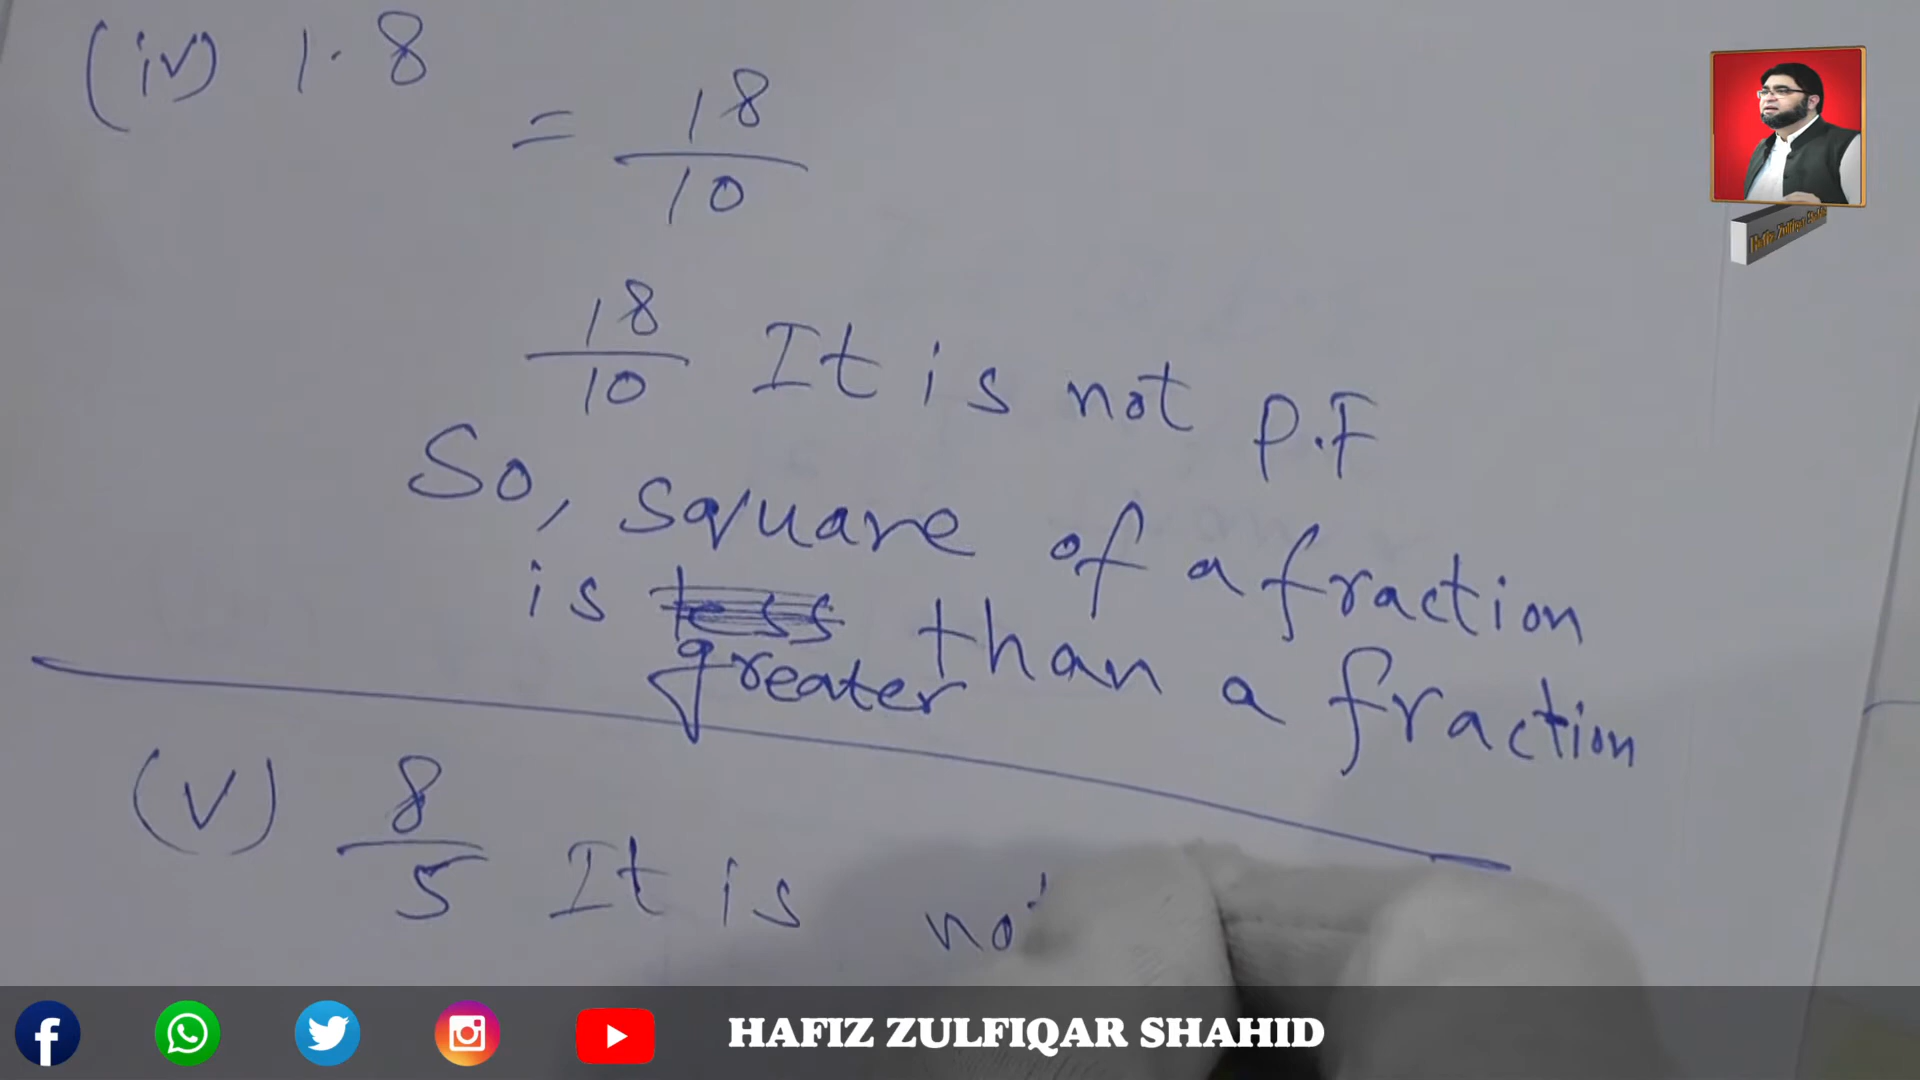 (iv) 1.8
= 18/10
18/10 It is not P.F
So, square of a fraction
is less than a fraction
greater
(v) 8/5 It is not
HAFIZ ZULFIQAR SHAHID